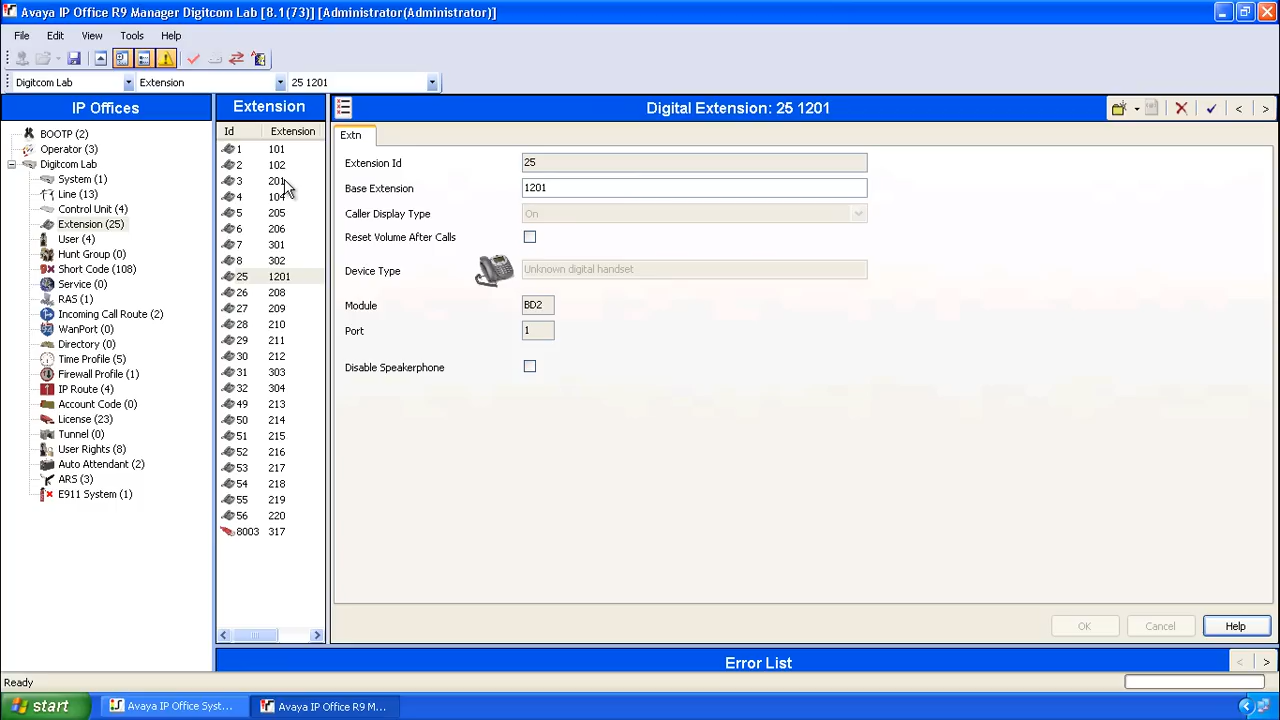 Avaya IP Office R9 Manager Digitcom Lab [8.1(73)] [Administrator(Administrator)]
File Edit View Tools Help
Digitcom Lab Extension 25 1201
IP Offices
BOOTP (2)
Operator (3)
Digitcom Lab
System (1)
Line (13)
Control Unit (4)
Extension (25)
User (4)
Hunt Group (0)
Short Code (108)
Service (0)
RAS (1)
Incoming Call Route (2)
WanPort (0)
Directory (0)
Time Profile (5)
Firewall Profile (1)
IP Route (4)
Account Code (0)
License (23)
Tunnel (0)
User Rights (8)
Auto Attendant (2)
ARS (3)
E911 System (1)
Extension
Id Extension
1 101
2 102
3 201
4 104
5 205
6 206
7 301
8 302
25 1201
26 208
27 209
28 210
29 211
30 212
31 303
32 304
49 213
50 214
51 215
52 216
53 217
54 218
55 219
56 220
8003 317
Digital Extension: 25 1201
Extn
Extension Id 25
Base Extension 1201
Caller Display Type On
Reset Volume After Calls
Device Type Unknown digital handset
Module BD2
Port 1
Disable Speakerphone
OK Cancel Help
Error List
Ready
start Avaya IP Office Syst... Avaya IP Office R9 M...